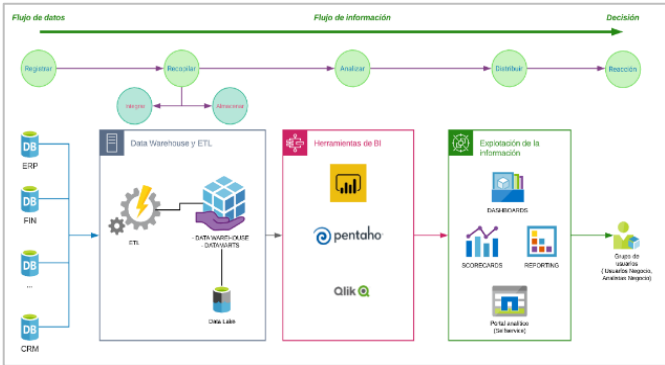 Flujo de datos
Flujo de información
Decisión
Registrar
Recopilar
Analizar
Distribuir
Reacción
Integrar
Almacenar
DB
ERP
DB
FIN
DB
...
DB
CRM
Data Warehouse y ETL
ETL
- DATA WAREHOUSE
- DATAMARTS
Data Lake
Herramientas de BI
pentaho
Qlik
Explotación de la
información
DASHBOARDS
SCORECARDS
REPORTING
Portal analítico
(Selfservice)
Grupo de
usuarios
( Usuarios Negocio,
Analistas Negocio)